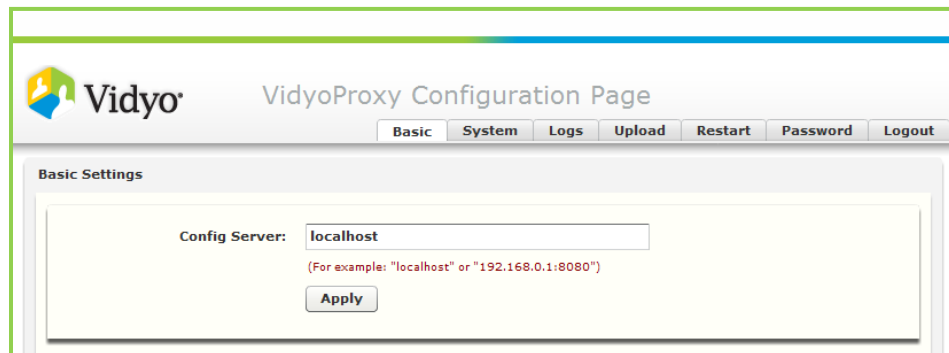 Vidyo
VidyoProxy Configuration Page
Basic System Logs Upload Restart Password Logout
Basic Settings
Config Server: localhost
(For example: "localhost" or "192.168.0.1:8080")
Apply